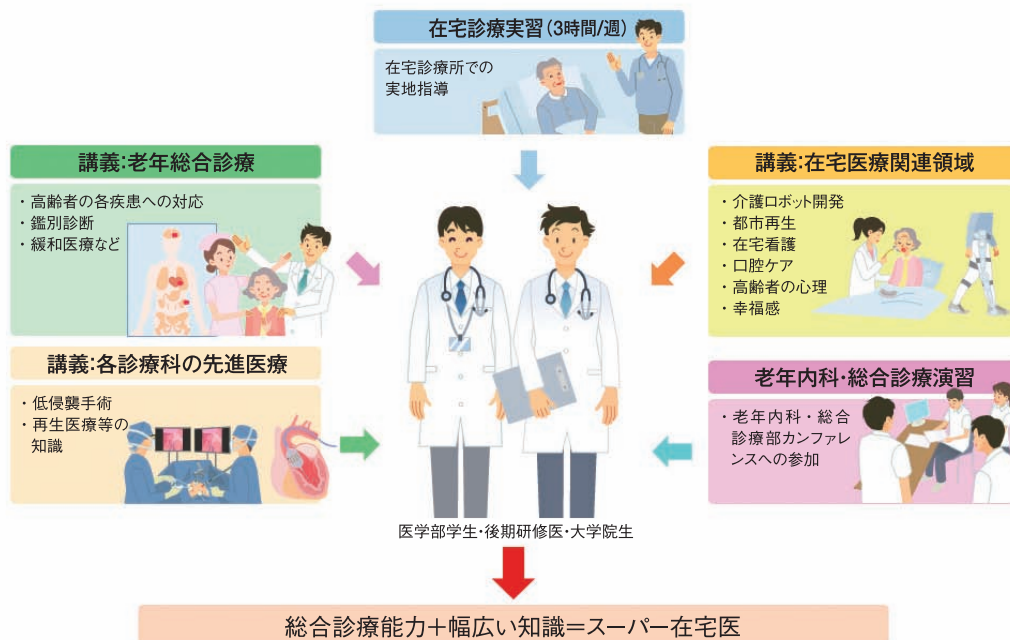 在宅診療実習(3時間/週)
在宅診療所での
実地指導
講義:老年総合診療
・高齢者の各疾患への対応
・鑑別診断
・緩和医療など
講義:在宅医療関連領域
・介護ロボット開発
・都市再生
・在宅看護
・口腔ケア
・高齢者の心理
・幸福感
講義:各診療科の先進医療
・低侵襲手術
・再生医療等の
知識
老年内科・総合診療演習
・老年内科・総合
診療部カンファレ
ンスへの参加
医学部学生・後期研修医・大学院生
総合診療能力+幅広い知識=スーパー在宅医